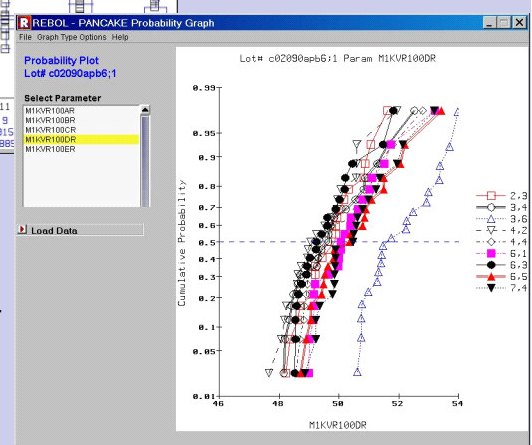 REBOL - PANCAKE Probability Graph
File Graph Type Options Help
Probability Plot
Lot# c02090apb6;1
Select Parameter
M1KVR100AR
M1KVR100BR
M1KVR100CR
M1KVR100DR
M1KVR100ER
Load Data
Lot# c02090apb6:1 Param M1KVR100DR
Cumulative Probability
0.99
0.95
0.9
0.8
0.7
0.6
0.5
0.4
0.3
0.2
0.1
0.05
0.01
46 48 50 52 54
M1KVR100DR
2,3
3,4
3,6
4,2
4,4
6,1
6,3
6,5
7,4
11
9